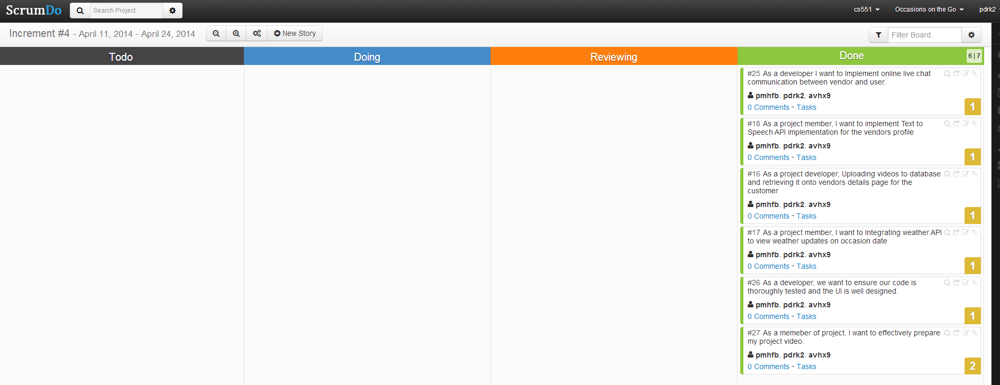 ScrumDo Search Project cs551 Occasions on the Go pdrk2
Increment #4 - April 11, 2014 - April 24, 2014 New Story Filter Board
Todo Doing Reviewing Done 6 | 7
#25 As a developer I want to Implement online live chat
communication between vendor and user.
pmhfb, pdrk2, avhx9
0 Comments - Tasks 1
#18 As a project member, I want to implement Text to
Speech API implementation for the vendors profile
pmhfb, pdrk2, avhx9
0 Comments - Tasks 1
#16 As a project developer, Uploading videos to database
and retrieving it onto vendors details page for the
customer
pmhfb, pdrk2, avhx9
0 Comments - Tasks 1
#17 As a project member, I want to Integrating weather API
to view weather updates on occasion date
pmhfb, pdrk2, avhx9
0 Comments - Tasks 1
#26 As a developer, we want to ensure our code is
thoroughly tested and the UI is well designed.
pmhfb, pdrk2, avhx9
0 Comments - Tasks 1
#27 As a memeber of project, I want to effectively prepare
my project video.
pmhfb, pdrk2, avhx9
0 Comments - Tasks 2